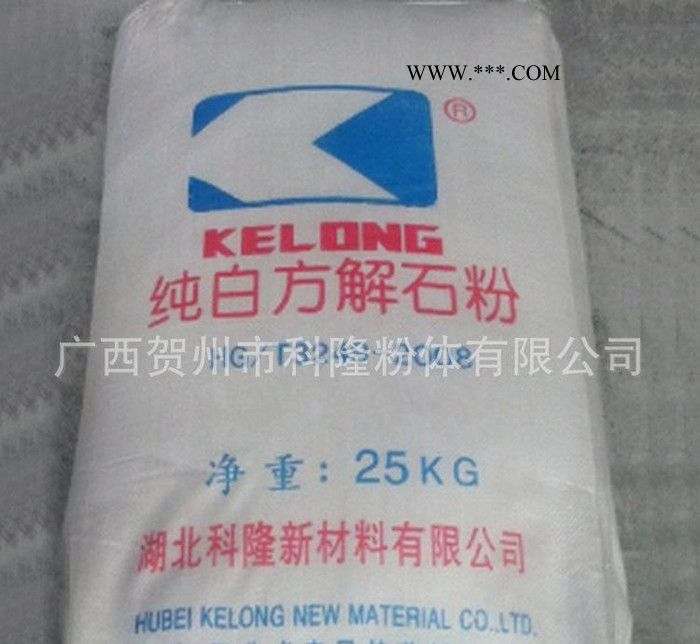 WWW.***.COM
®
KELONG
纯白方解石粉
广西贺州市科隆粉体有限公司
净重：25KG
湖北科隆新材料有限公司
HUBEI KELONG NEW MATERIAL CO.,LTD.